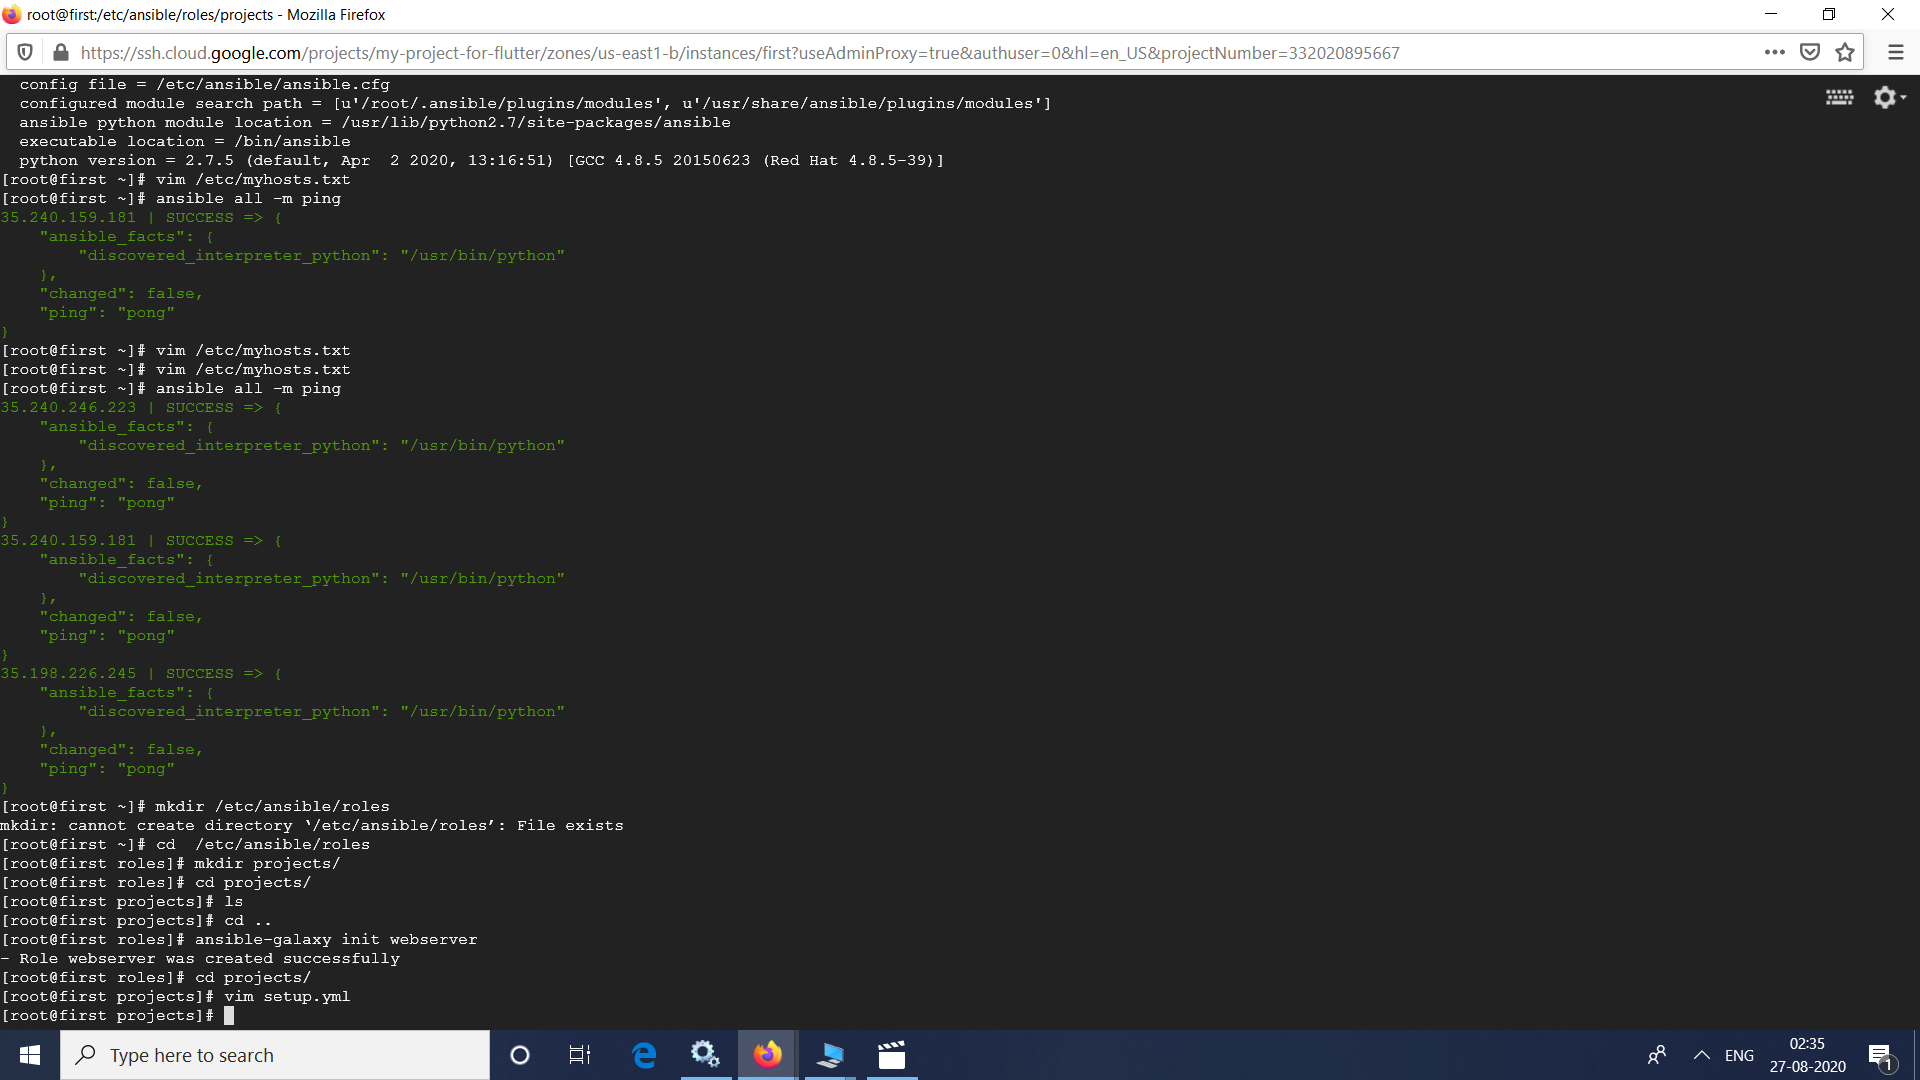 root@first:/etc/ansible/roles/projects - Mozilla Firefox
https://ssh.cloud.google.com/projects/my-project-for-flutter/zones/us-east1-b/instances/first?useAdminProxy=true&authuser=0&hl=en_US&projectNumber=332020895667
  config file = /etc/ansible/ansible.cfg
  configured module search path = [u'/root/.ansible/plugins/modules', u'/usr/share/ansible/plugins/modules']
  ansible python module location = /usr/lib/python2.7/site-packages/ansible
  executable location = /bin/ansible
  python version = 2.7.5 (default, Apr  2 2020, 13:16:51) [GCC 4.8.5 20150623 (Red Hat 4.8.5-39)]
[root@first ~]# vim /etc/myhosts.txt
[root@first ~]# ansible all -m ping
35.240.159.181 | SUCCESS => {
    "ansible_facts": {
        "discovered_interpreter_python": "/usr/bin/python"
    },
    "changed": false,
    "ping": "pong"
}
[root@first ~]# vim /etc/myhosts.txt
[root@first ~]# vim /etc/myhosts.txt
[root@first ~]# ansible all -m ping
35.240.246.223 | SUCCESS => {
    "ansible_facts": {
        "discovered_interpreter_python": "/usr/bin/python"
    },
    "changed": false,
    "ping": "pong"
}
35.240.159.181 | SUCCESS => {
    "ansible_facts": {
        "discovered_interpreter_python": "/usr/bin/python"
    },
    "changed": false,
    "ping": "pong"
}
35.198.226.245 | SUCCESS => {
    "ansible_facts": {
        "discovered_interpreter_python": "/usr/bin/python"
    },
    "changed": false,
    "ping": "pong"
}
[root@first ~]# mkdir /etc/ansible/roles
mkdir: cannot create directory ‘/etc/ansible/roles’: File exists
[root@first ~]# cd  /etc/ansible/roles
[root@first roles]# mkdir projects/
[root@first roles]# cd projects/
[root@first projects]# ls
[root@first projects]# cd ..
[root@first roles]# ansible-galaxy init webserver
- Role webserver was created successfully
[root@first roles]# cd projects/
[root@first projects]# vim setup.yml
[root@first projects]#
Type here to search
ENG
02:35
27-08-2020
1